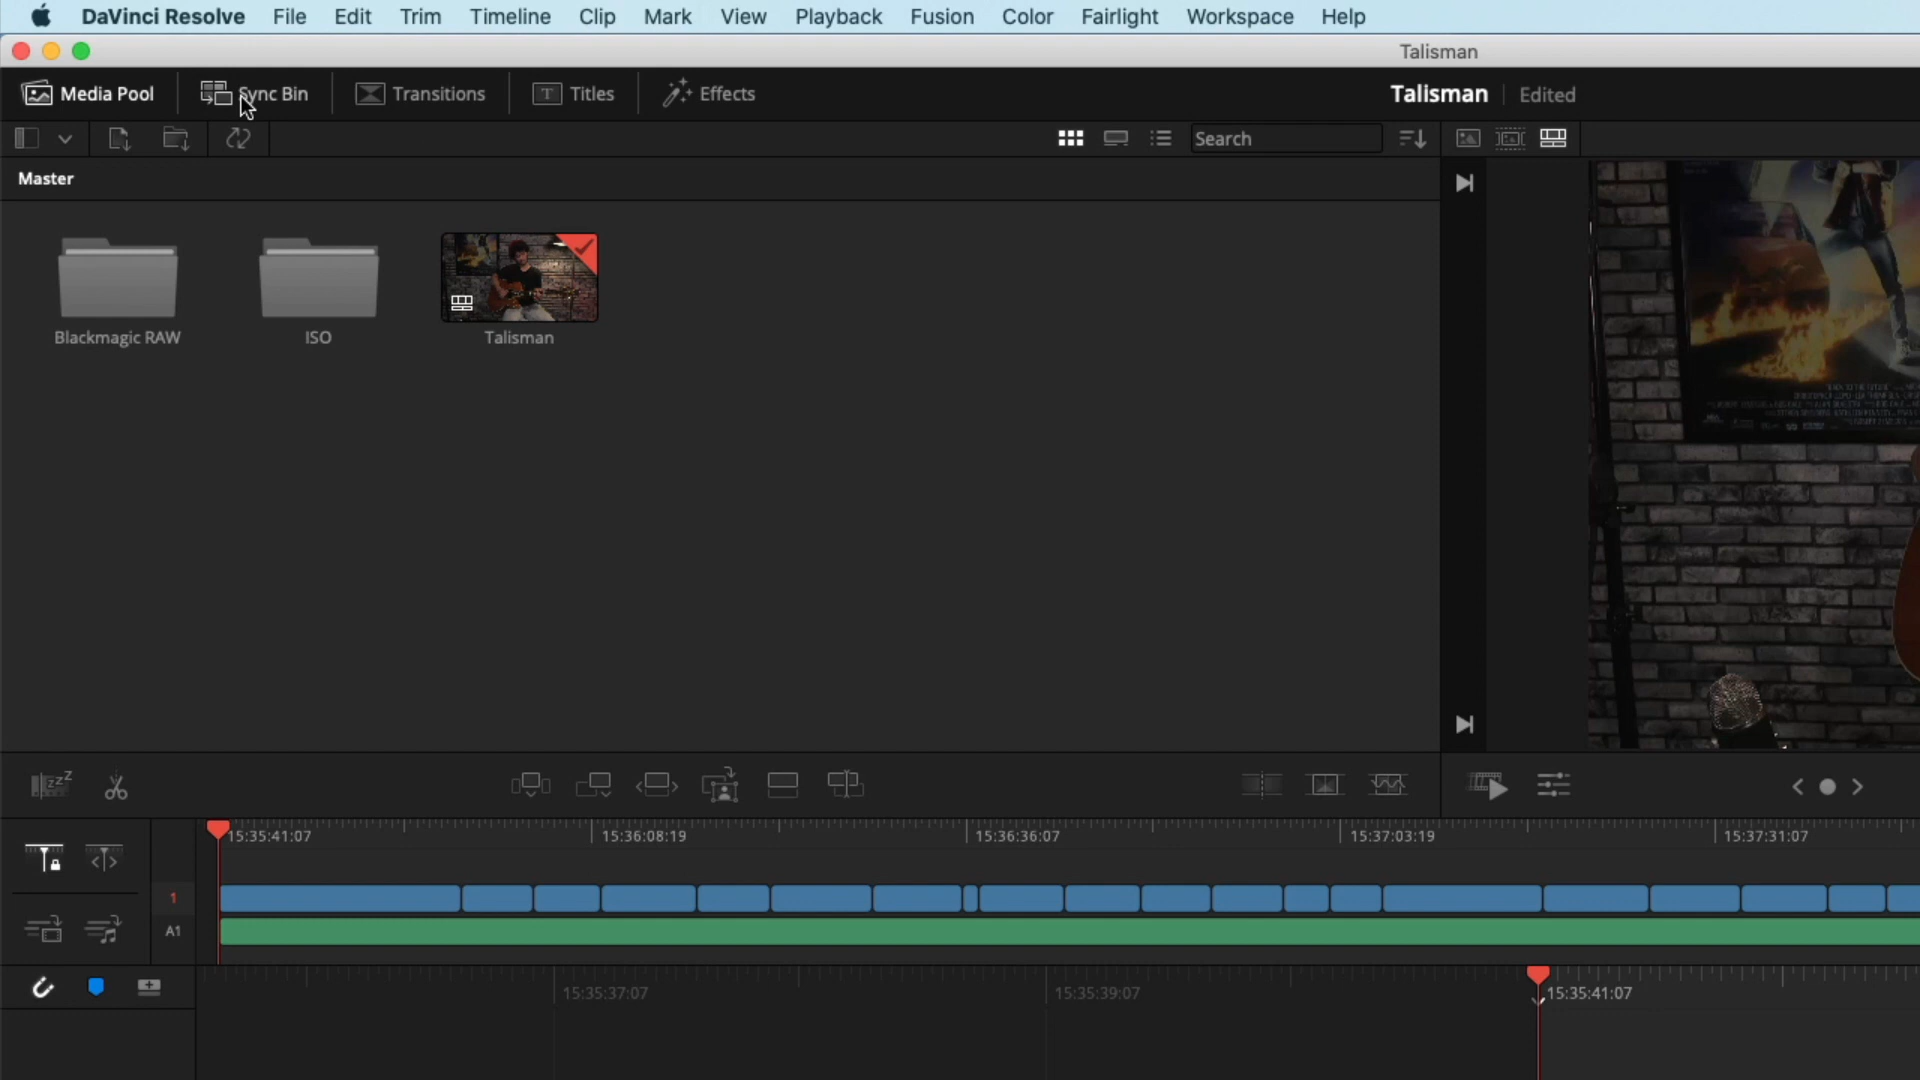 DaVinci Resolve File Edit Trim Timeline Clip Mark View Playback Fusion Color Fairlight Workspace Help
Talisman
Media Pool Sync Bin Transitions Titles Effects Talisman Edited
Search
Master
Blackmagic RAW ISO Talisman
15:35:41:07 15:36:08:19 15:36:36:07 15:37:03:19 15:37:31:07
1
A1
15:35:37:07 15:35:39:07 15:35:41:07